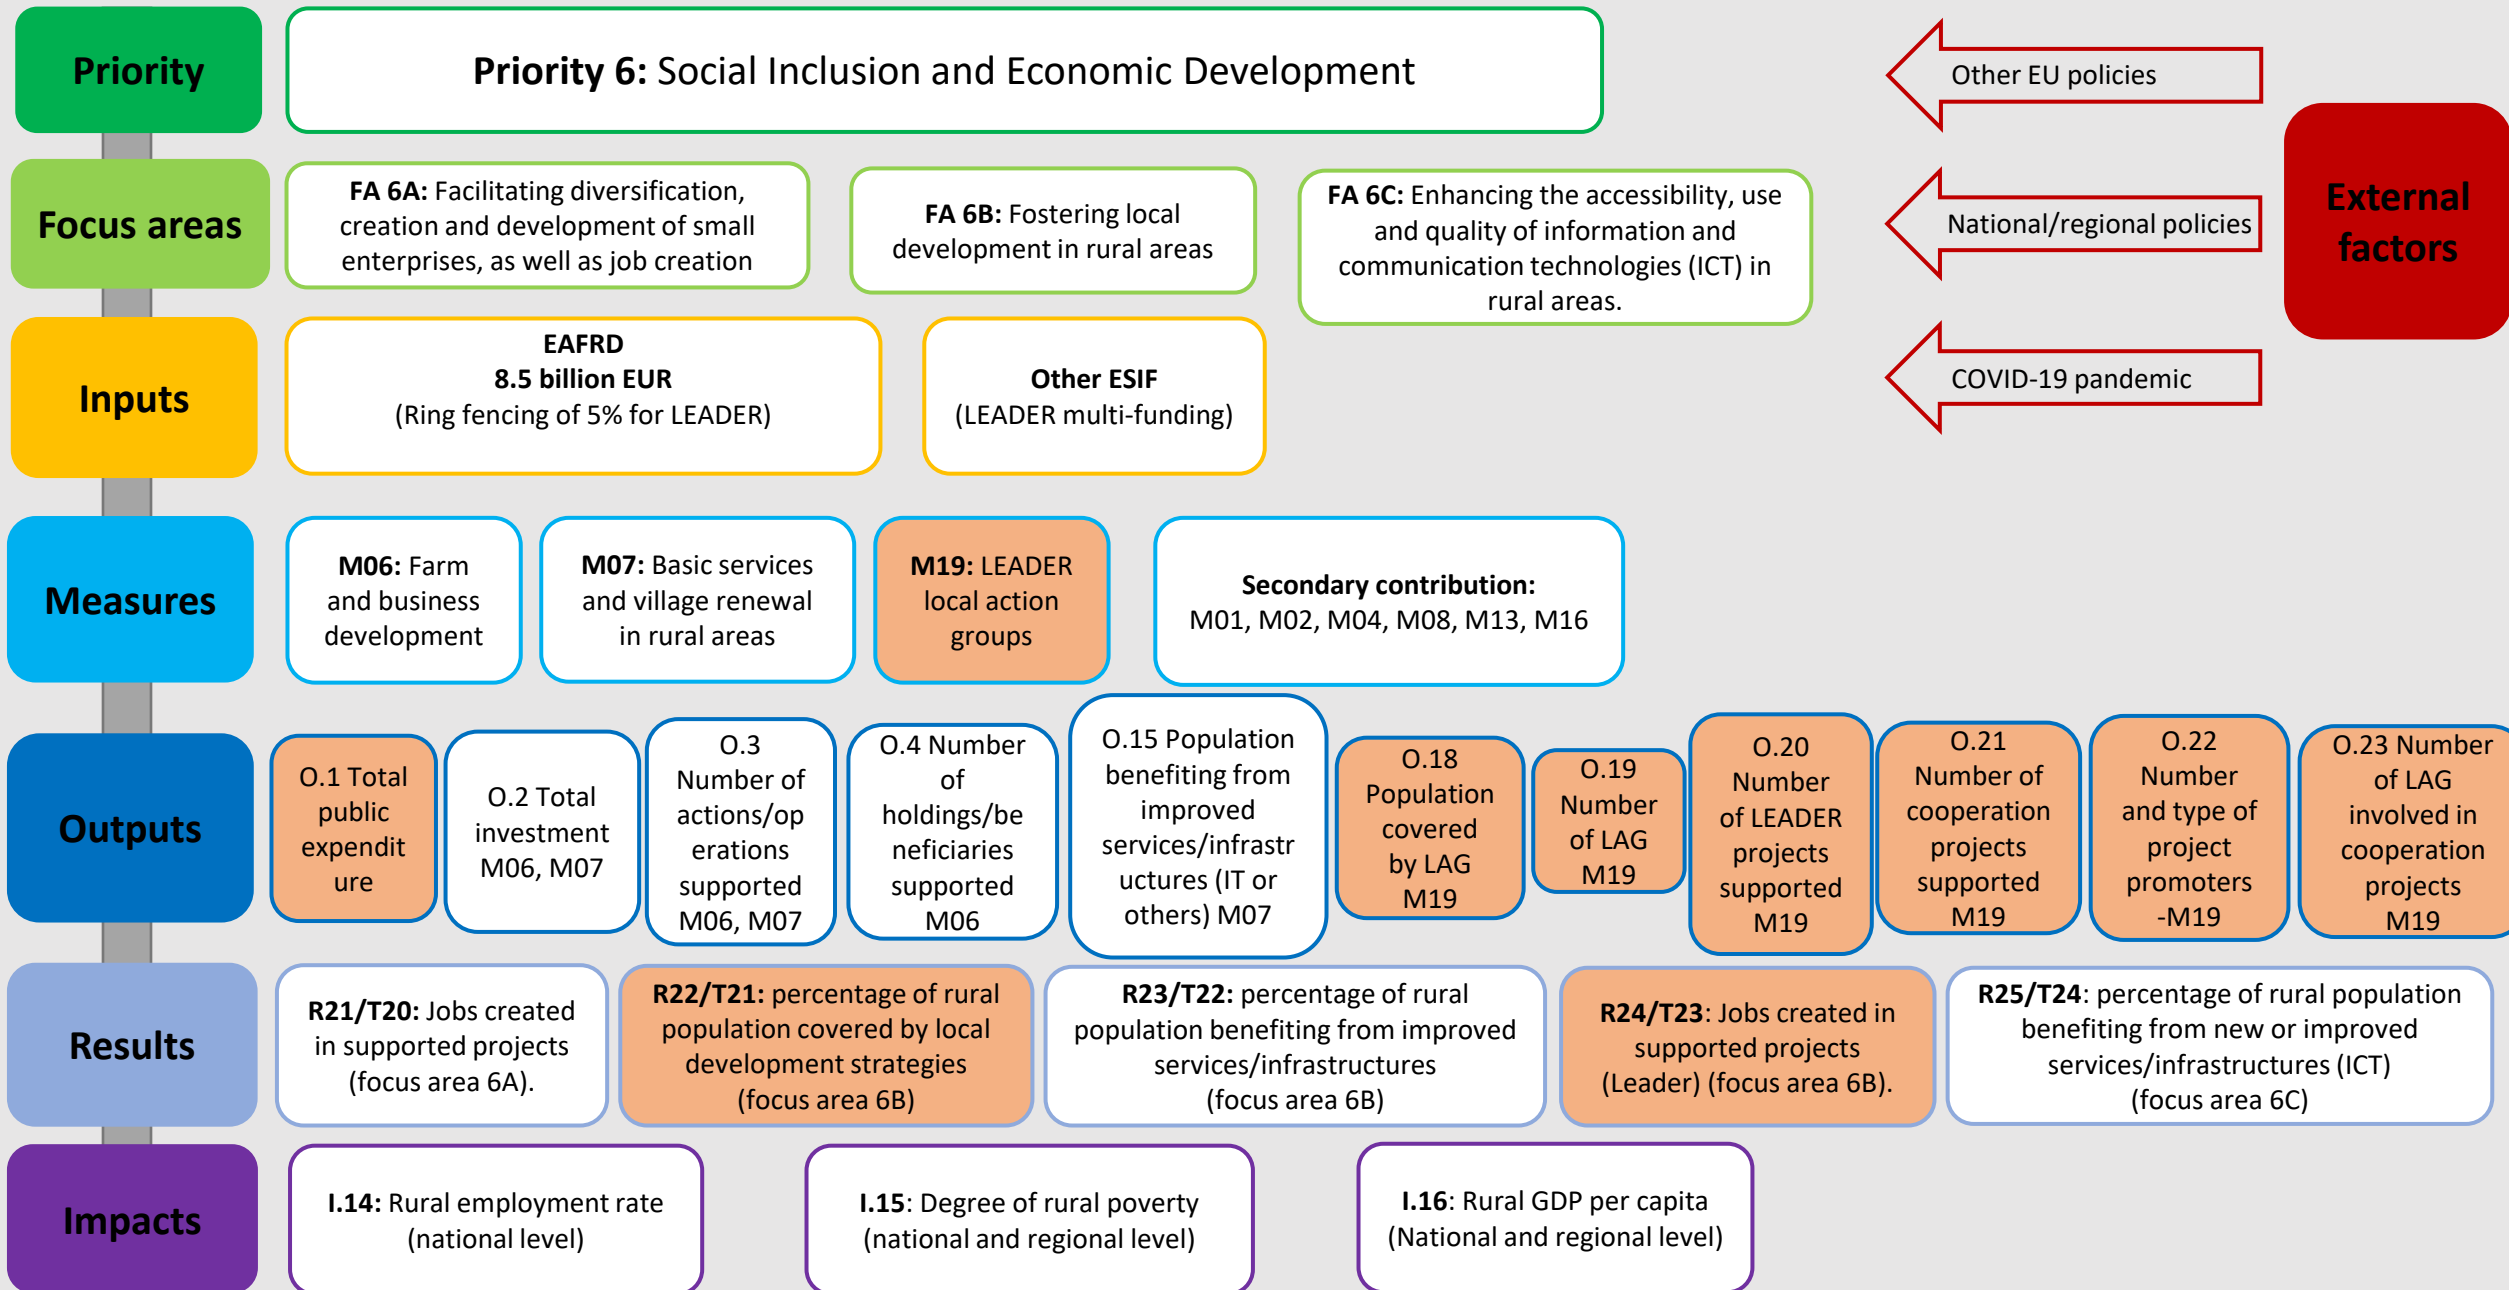 Priority
Priority 6: Social Inclusion and Economic Development
Other EU policies
Focus areas
FA 6A: Facilitating diversification,
creation and development of small
enterprises, as well as job creation
FA 6B: Fostering local
development in rural areas
FA 6C: Enhancing the accessibility, use
and quality of information and
communication technologies (ICT) in
rural areas.
National/regional policies
External
factors
Inputs
EAFRD
8.5 billion EUR
(Ring fencing of 5% for LEADER)
Other ESIF
(LEADER multi-funding)
COVID-19 pandemic
Measures
M06: Farm
and business
development
M07: Basic services
and village renewal
in rural areas
M19: LEADER
local action
groups
Secondary contribution:
M01, M02, M04, M08, M13, M16
Outputs
O.1 Total
public
expendit
ure
O.2 Total
investment
M06, M07
O.3
Number of
actions/op
erations
supported
M06, M07
O.4 Number
of
holdings/be
neficiaries
supported
M06
O.15 Population
benefiting from
improved
services/infrastr
uctures (IT or
others) M07
O.18
Population
covered
by LAG
M19
O.19
Number
of LAG
M19
O.20
Number
of LEADER
projects
supported
M19
O.21
Number of
cooperation
projects
supported
M19
O.22
Number
and type of
project
promoters
-M19
O.23 Number
of LAG
involved in
cooperation
projects
M19
Results
R21/T20: Jobs created
in supported projects
(focus area 6A).
R22/T21: percentage of rural
population covered by local
development strategies
(focus area 6B)
R23/T22: percentage of rural
population benefiting from improved
services/infrastructures
(focus area 6B)
R24/T23: Jobs created in
supported projects
(Leader) (focus area 6B).
R25/T24: percentage of rural population
benefiting from new or improved
services/infrastructures (ICT)
(focus area 6C)
Impacts
I.14: Rural employment rate
(national level)
I.15: Degree of rural poverty
(national and regional level)
I.16: Rural GDP per capita
(National and regional level)